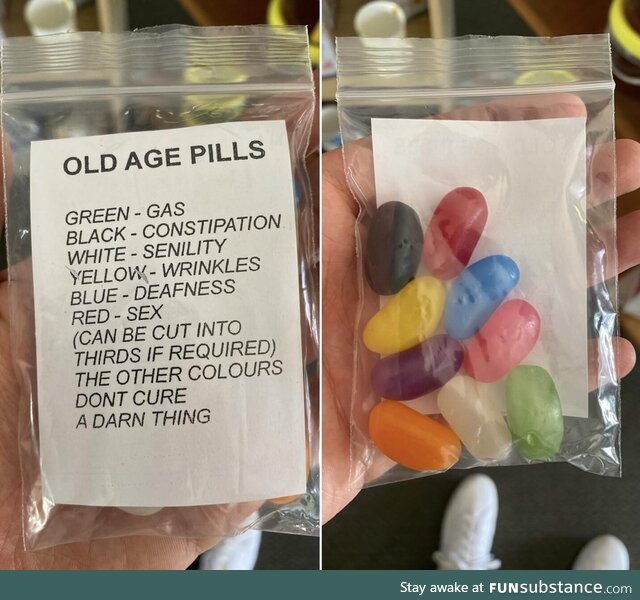 OLD AGE PILLS
GREEN - GAS
BLACK - CONSTIPATION
WHITE - SENILITY
YELLOW - WRINKLES
BLUE - DEAFNESS
RED - SEX
(CAN BE CUT INTO
THIRDS IF REQUIRED)
THE OTHER COLOURS
DONT CURE
A DARN THING
Stay awake at FUNsubstance.com